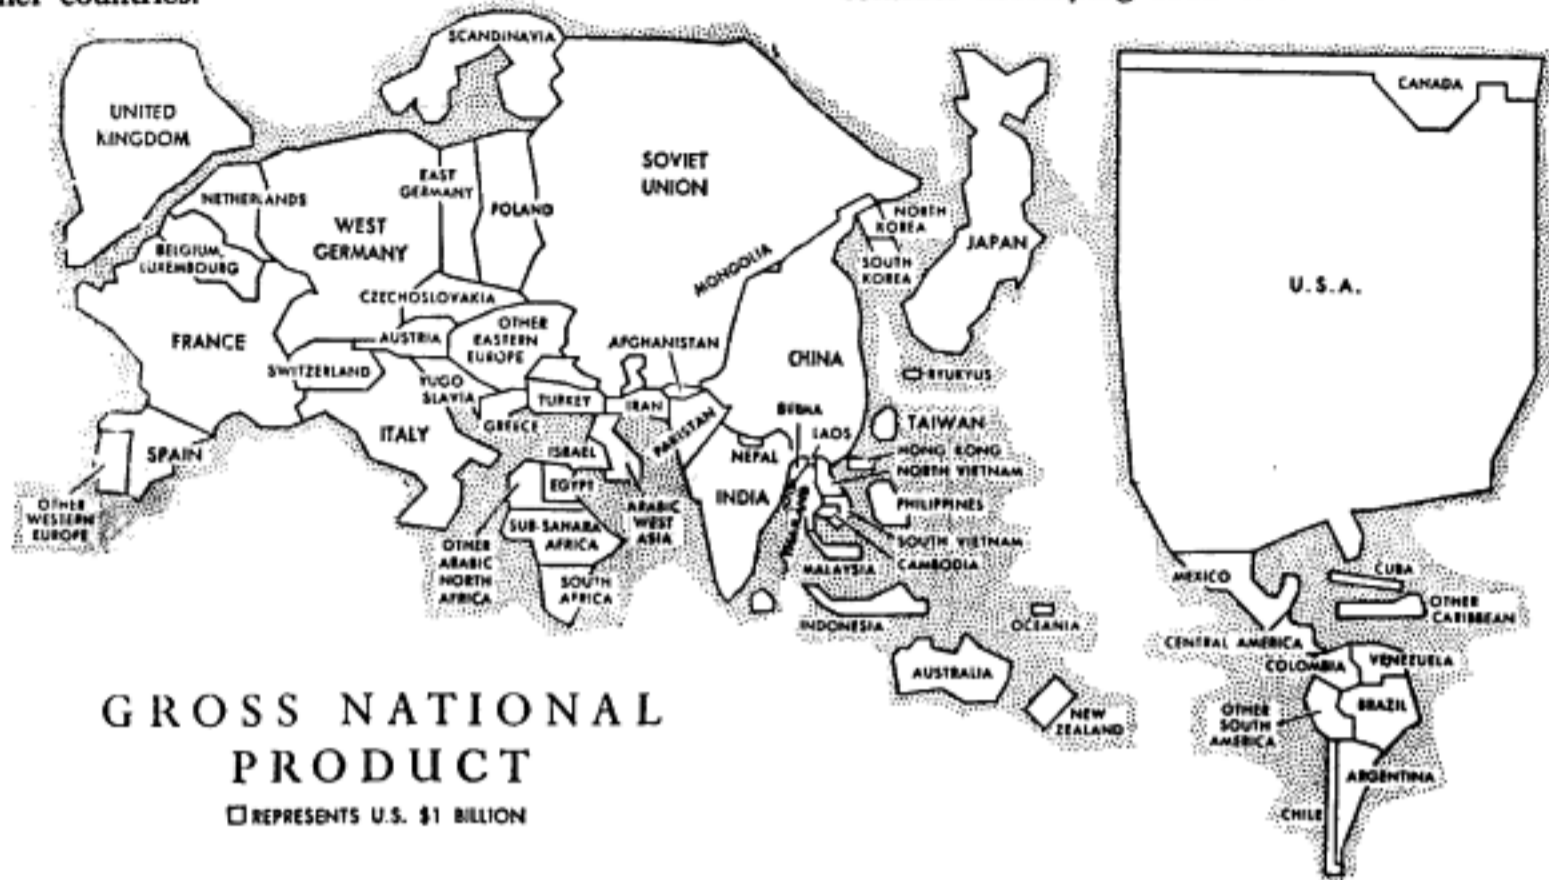 countries.
SCANDINAVIA
UNITED
KINGDOM
CANADA
SOVIET
UNION
EAST
GERMANY
NETHERLANDS
POLAND
NORTH
KOREA
WEST
GERMANY
JAPAN
BELGIUM,
LUXEMBOURG
SOUTH
KOREA
MONGOLIA
U.S.A.
CZECHOSLOVAKIA
OTHER
EASTERN
EUROPE
AUSTRIA
FRANCE
AFGHANISTAN
CHINA
SWITZERLAND
RYUKYUS
YUGO
SLAVIA
TURKEY
IRAN
BURMA
GREECE
TAIWAN
ITALY
PAKISTAN
LAOS
SPAIN
ISRAEL
NEPAL
HONG KONG
NORTH VIETNAM
EGYPT
INDIA
PHILIPPINES
OTHER
WESTERN
EUROPE
ARABIC
WEST
ASIA
SUB-SAHARA
AFRICA
SOUTH VIETNAM
OTHER
ARABIC
NORTH
AFRICA
MALAYSIA
CAMBODIA
SOUTH
AFRICA
MEXICO
CUBA
INDONESIA
OCEANIA
OTHER
CARIBBEAN
CENTRAL AMERICA
COLOMBIA
VENEZUELA
AUSTRALIA
BRAZIL
OTHER
SOUTH
AMERICA
NEW
ZEALAND
ARGENTINA
CHILE
GROSS NATIONAL
PRODUCT
REPRESENTS U.S. $1 BILLION